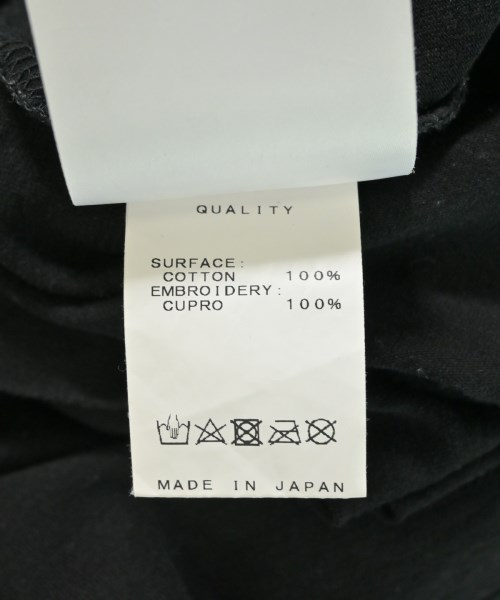 QUALITY
SURFACE:
COTTON 100%
EMBROIDERY:
CUPRO 100%
MADE IN JAPAN